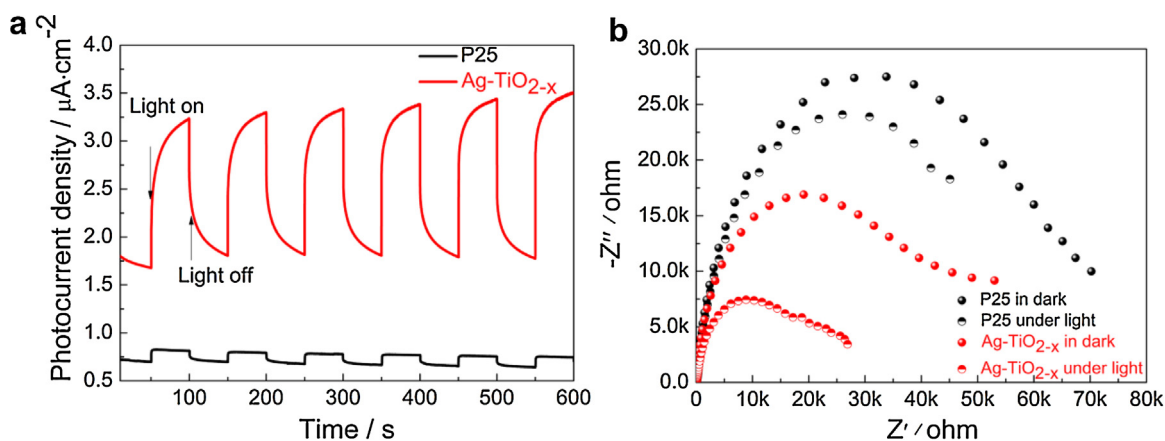 a
Photocurrent density / μA·cm-2
4.0
3.5
3.0
2.5
2.0
1.5
1.0
0.5
P25
Ag-TiO2-x
Light on
Light off
100 200 300 400 500 600
Time / s
b
-Z'' / ohm
30.0k
25.0k
20.0k
15.0k
10.0k
5.0k
0.0
P25 in dark
P25 under light
Ag-TiO2-x in dark
Ag-TiO2-x under light
0 10k 20k 30k 40k 50k 60k 70k 80k
Z' / ohm